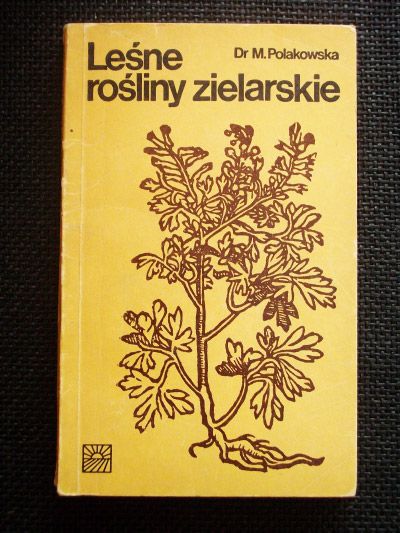 Dr M. Polakowska
Leśne
rośliny zielarskie